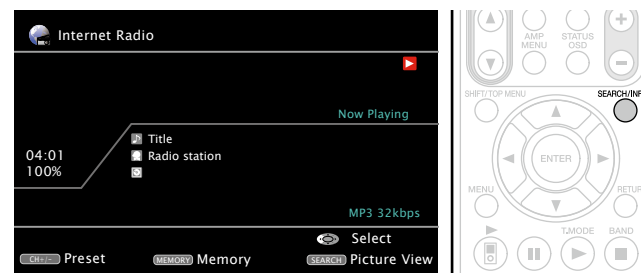 Internet Radio
Now Playing
Title
04:01
Radio station
100%
MP3 32kbps
Select
CH+/- Preset
MEMORY Memory
SEARCH Picture View
AMP
MENU
STATUS
OSD
+
−
SHIFT/TOP MENU
SEARCH/INF
ENTER
MENU
RETUR
T.MODE
BAND